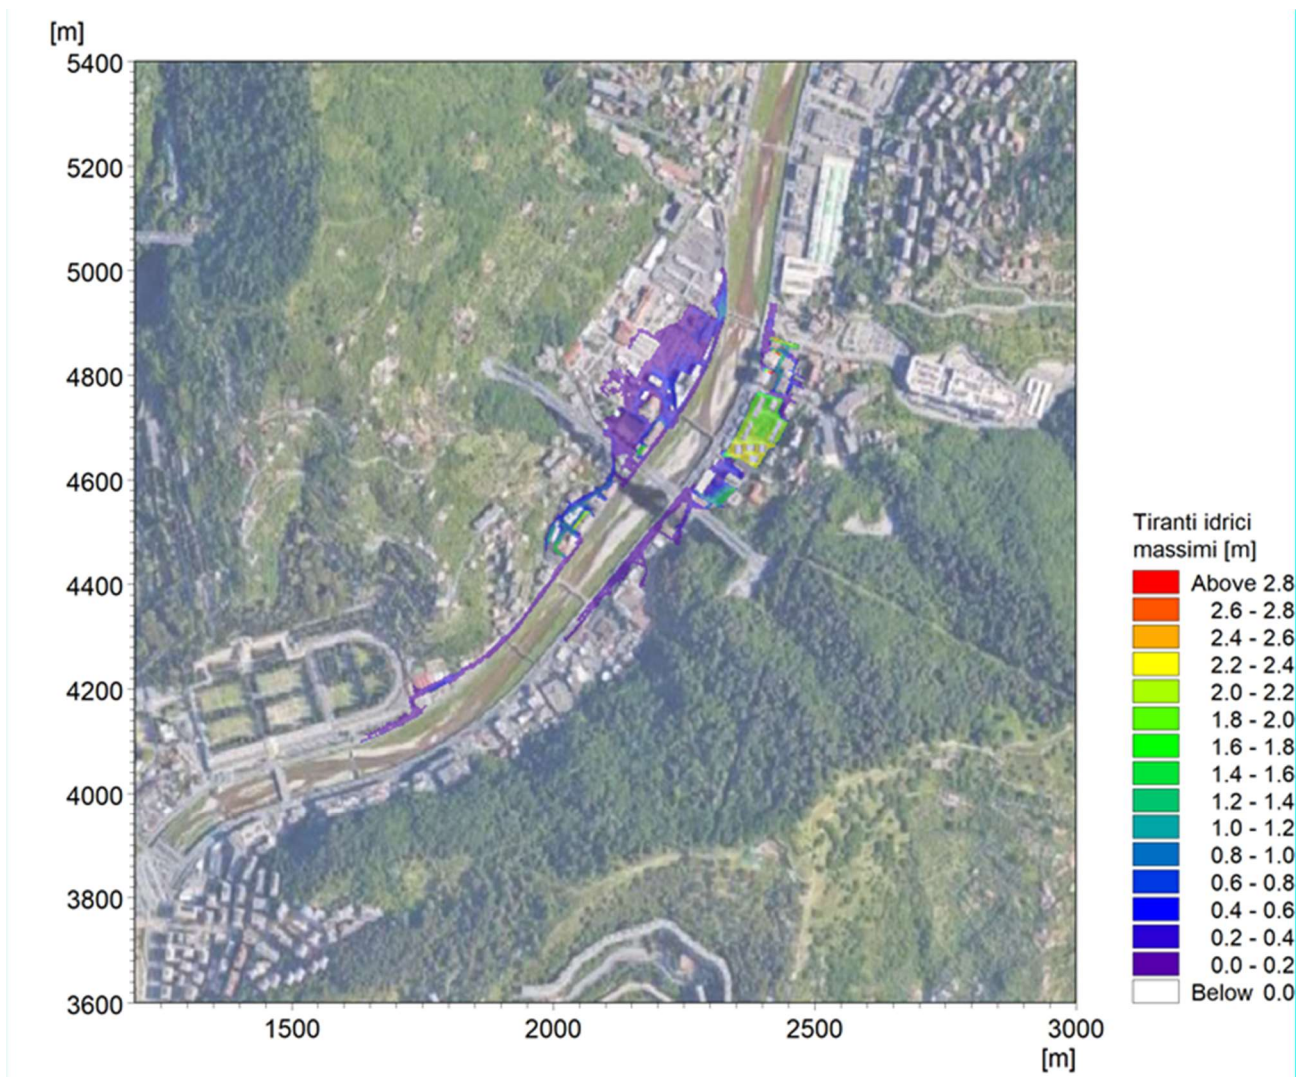 [m]
5400
5200
5000
4800
4600
4400
4200
4000
3800
3600
1500
2000
2500
3000
[m]
Tiranti idrici
massimi [m]
Above 2.8
2.6 - 2.8
2.4 - 2.6
2.2 - 2.4
2.0 - 2.2
1.8 - 2.0
1.6 - 1.8
1.4 - 1.6
1.2 - 1.4
1.0 - 1.2
0.8 - 1.0
0.6 - 0.8
0.4 - 0.6
0.2 - 0.4
0.0 - 0.2
Below 0.0